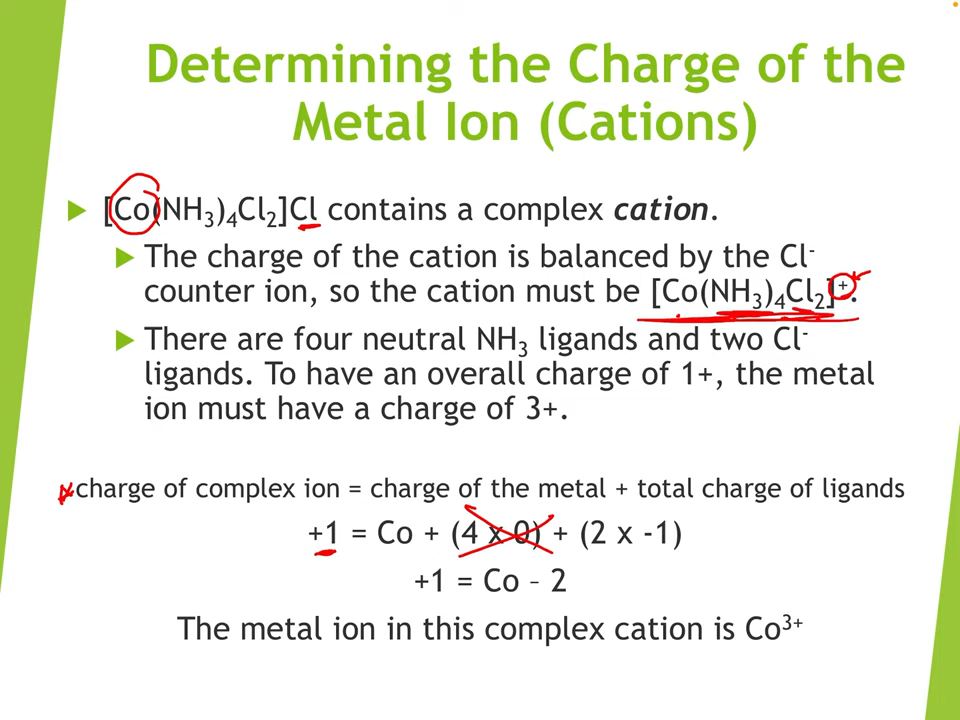 Determining the Charge of the
Metal Ion (Cations)
[Co(NH₃)₄Cl₂]Cl contains a complex cation.
The charge of the cation is balanced by the Cl⁻
counter ion, so the cation must be [Co(NH₃)₄Cl₂]⁺.
There are four neutral NH₃ ligands and two Cl⁻
ligands. To have an overall charge of 1+, the metal
ion must have a charge of 3+.
charge of complex ion = charge of the metal + total charge of ligands
+1 = Co + (4 x 0) + (2 x -1)
+1 = Co – 2
The metal ion in this complex cation is Co³⁺